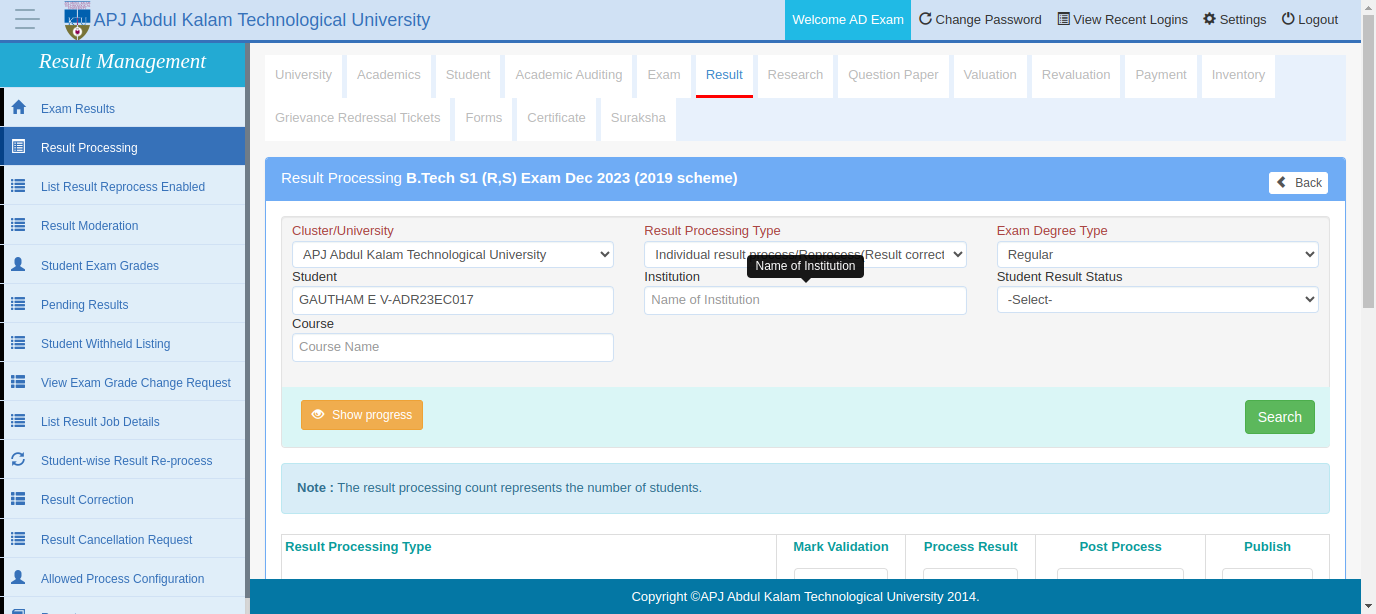 APJ Abdul Kalam Technological University
Welcome AD Exam Change Password View Recent Logins Settings Logout
Result Management
Exam Results
Result Processing
List Result Reprocess Enabled
Result Moderation
Student Exam Grades
Pending Results
Student Withheld Listing
View Exam Grade Change Request
List Result Job Details
Student-wise Result Re-process
Result Correction
Result Cancellation Request
Allowed Process Configuration
University Academics Student Academic Auditing Exam Result Research Question Paper Valuation Revaluation Payment Inventory
Grievance Redressal Tickets Forms Certificate Suraksha
Result Processing B.Tech S1 (R,S) Exam Dec 2023 (2019 scheme)
Back
Cluster/University Result Processing Type Exam Degree Type
APJ Abdul Kalam Technological University Individual result process/Reprocess(Result correct Regular
Name of Institution
Student Institution Student Result Status
GAUTHAM E V-ADR23EC017 Name of Institution -Select-
Course
Course Name
Show progress Search
Note : The result processing count represents the number of students.
Result Processing Type Mark Validation Process Result Post Process Publish
Copyright ©APJ Abdul Kalam Technological University 2014.